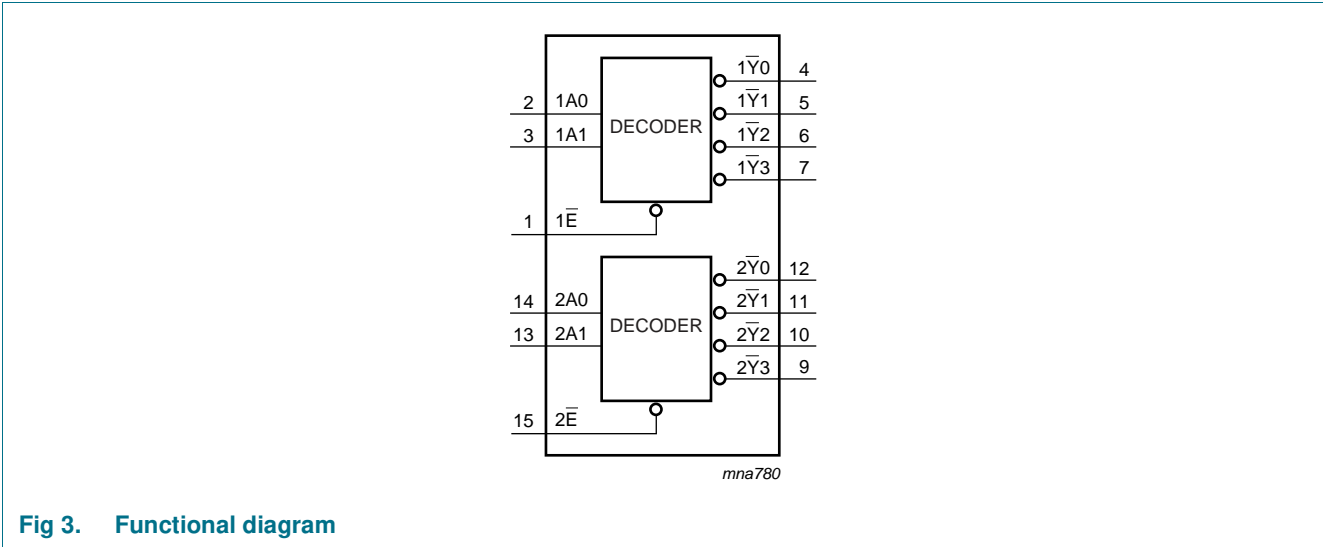 1Y̅0 4
2 1A0 1Y̅1 5
DECODER
3 1A1 1Y̅2 6
1Y̅3 7
1 1E̅
2Y̅0 12
14 2A0 2Y̅1 11
DECODER
13 2A1 2Y̅2 10
2Y̅3 9
15 2E̅
mna780
Fig 3. Functional diagram